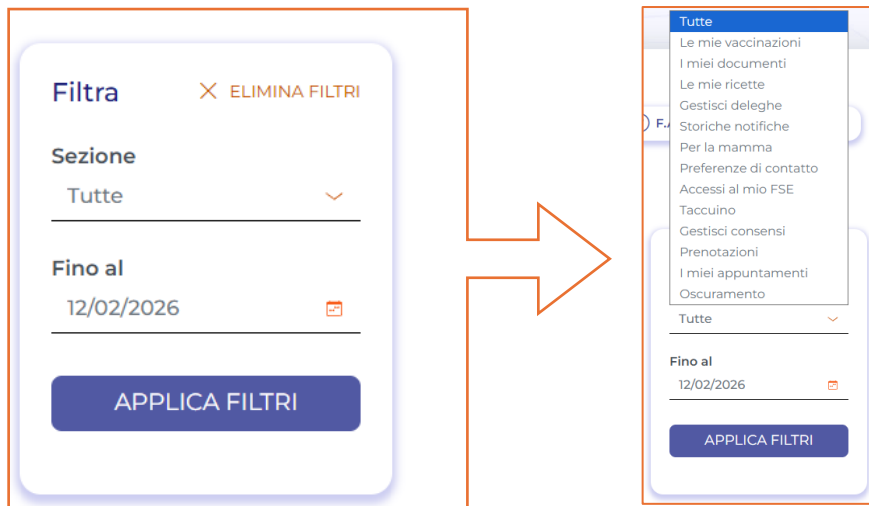 Filtra
ELIMINA FILTRI
Sezione
Tutte
Fino al
12/02/2026
APPLICA FILTRI
Tutte
Le mie vaccinazioni
I miei documenti
Le mie ricette
Gestisci deleghe
Storiche notifiche
Per la mamma
Preferenze di contatto
Accessi al mio FSE
Taccuino
Gestisci consensi
Prenotazioni
I miei appuntamenti
Oscuramento
Tutte
Fino al
12/02/2026
APPLICA FILTRI